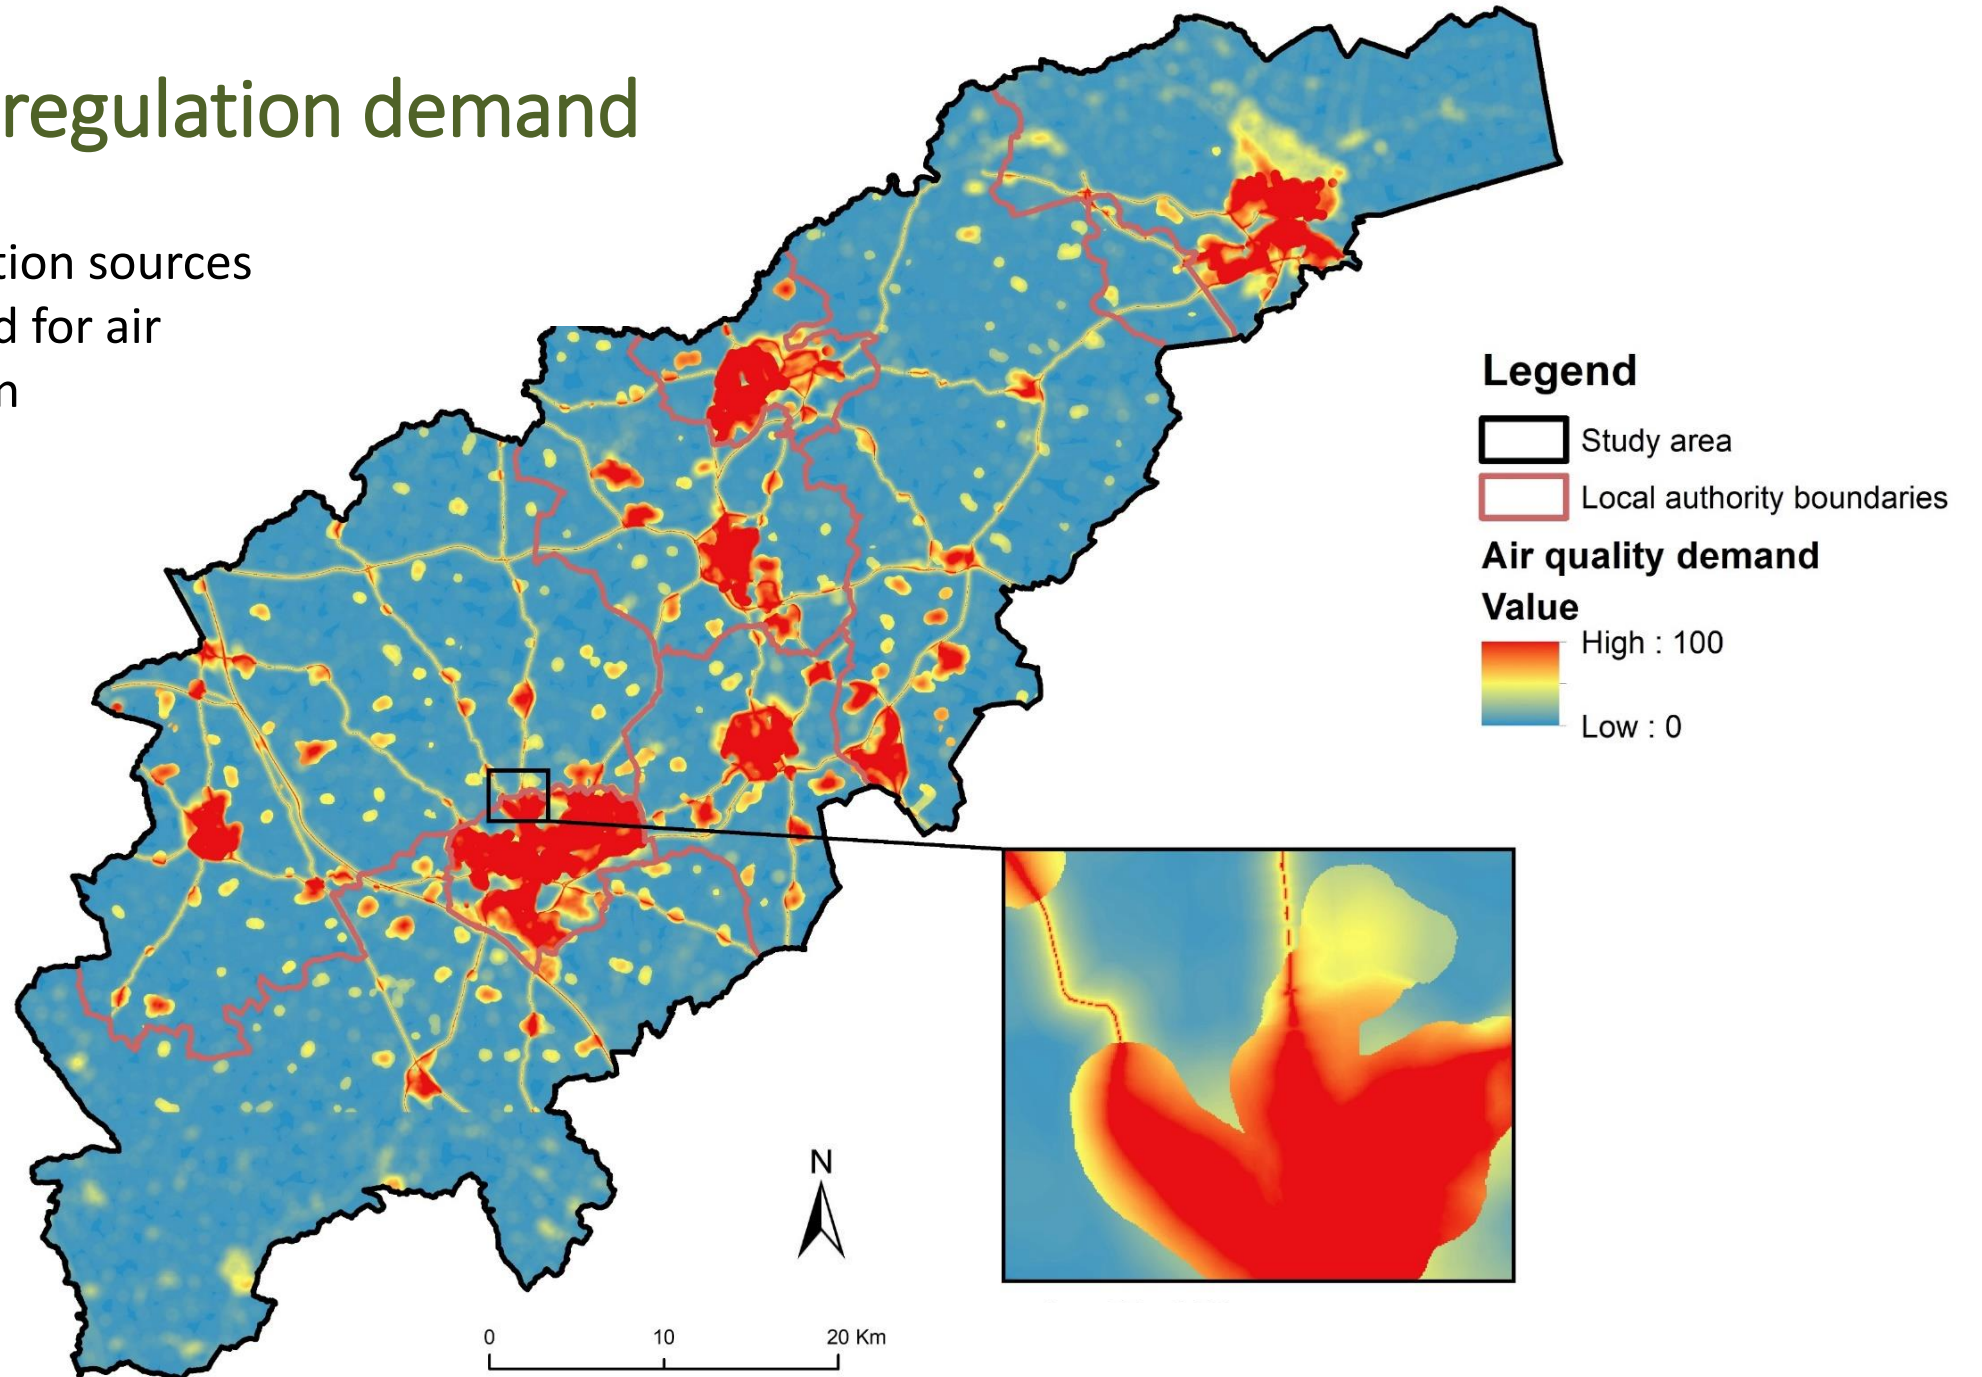 regulation demand
tion sources
d for air
n
Legend
Study area
Local authority boundaries
Air quality demand
Value
High : 100
Low : 0
N
0 10 20 Km